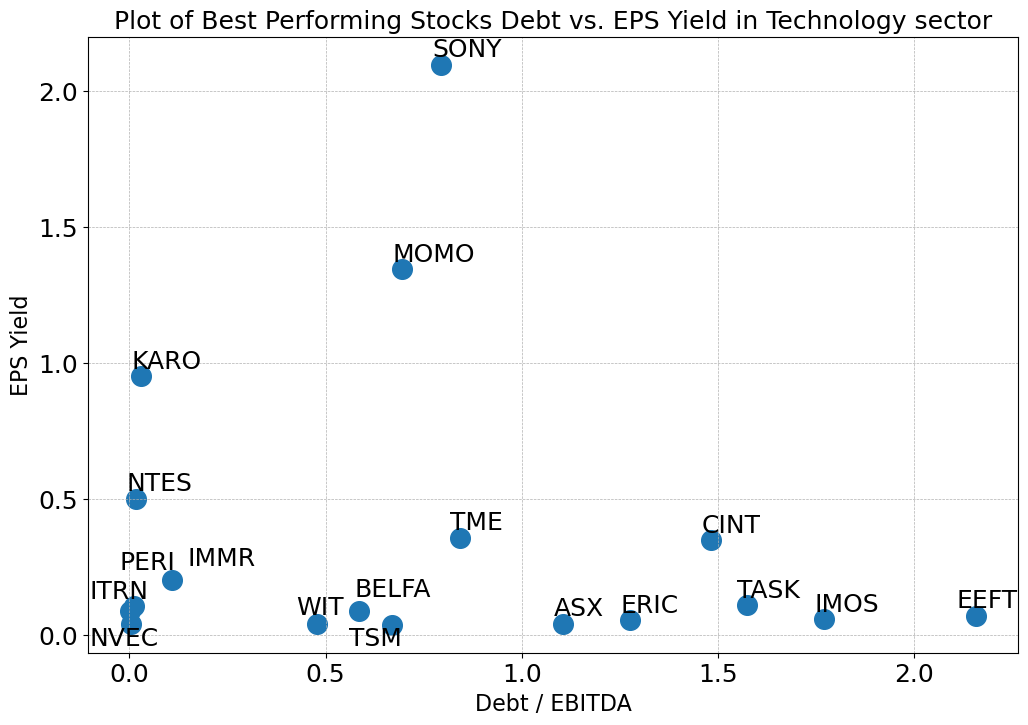 Plot of Best Performing Stocks Debt vs. EPS Yield in Technology sector
SONY
2.0
1.5
MOMO
EPS Yield
1.0
KARO
0.5
NTES
TME
CINT
PERI
IMMR
ITRN
BELFA
TASK
EEFT
WIT
ASX
ERIC
IMOS
0.0
NVEC
TSM
0.0
0.5
1.0
1.5
2.0
Debt / EBITDA